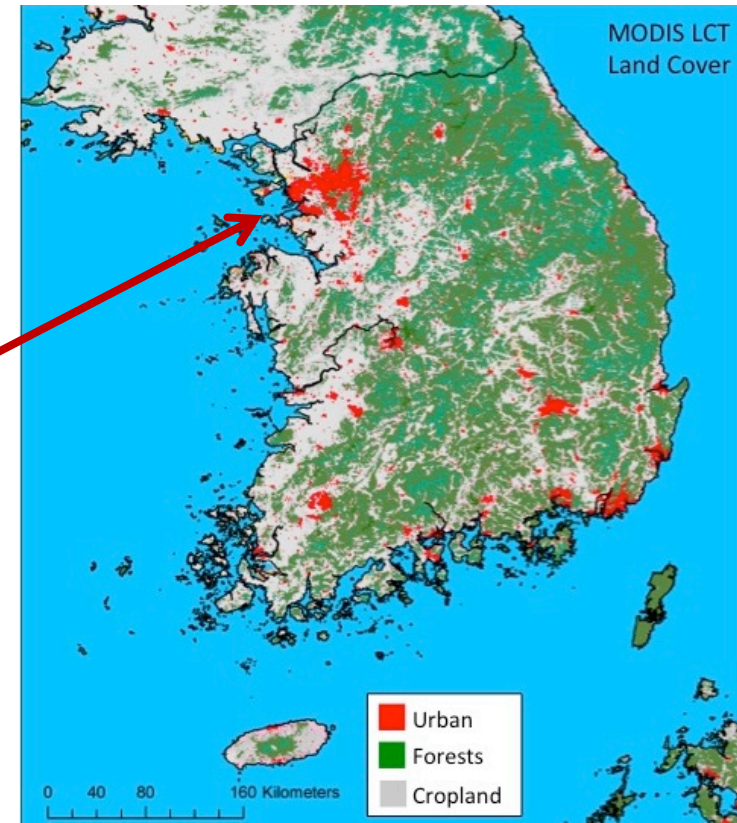 MODIS LCT
Land Cover
Urban
Forests
Cropland
0 40 80 160 Kilometers